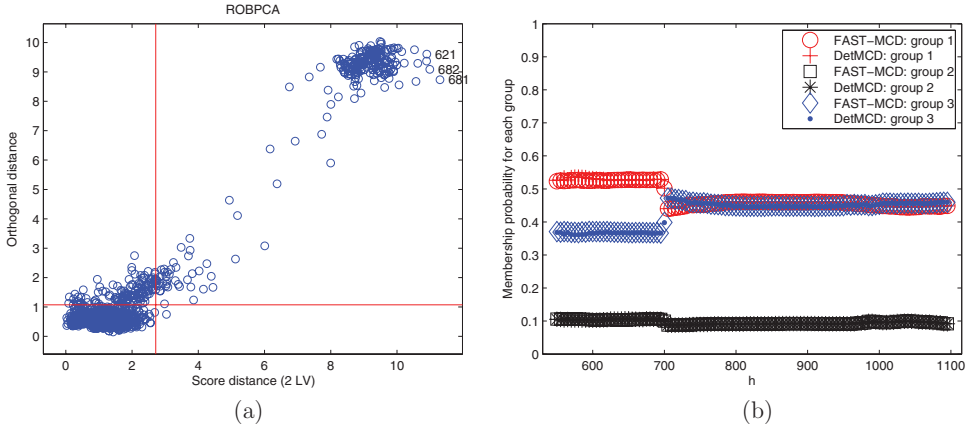 ROBPCA
10
9
8
7
6
5
4
3
2
1
0
Orthogonal distance
621
682
681
0 2 4 6 8 10
Score distance (2 LV)
(a)
1
0.9
0.8
0.7
0.6
0.5
0.4
0.3
0.2
0.1
0
Membership probability for each group
FAST−MCD: group 1
DetMCD: group 1
FAST−MCD: group 2
DetMCD: group 2
FAST−MCD: group 3
DetMCD: group 3
600 700 800 900 1000 1100
h
(b)